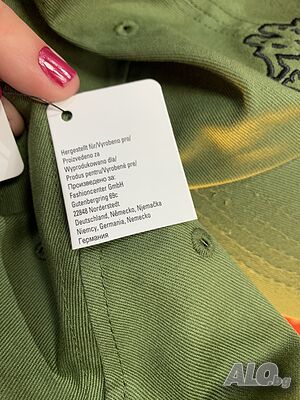 Hergestellt für/Vyrobeno pro/
Proizvedeno za
Wyprodukowano dla/
Produs pentru/Vyrobené pre/
Произведено за:
Fashioncenter GmbH
Gutenbergring 69c
22848 Norderstedt
Deutschland, Německo, Njemačka
Niemcy, Germania, Nemecko
Германия
ALO.bg